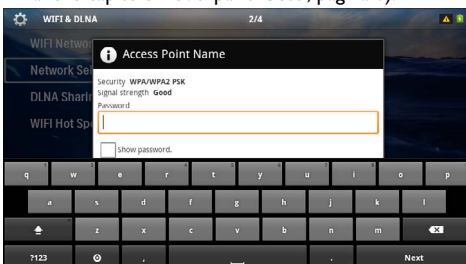 WIFI & DLNA 2/4
WIFI Netwo
Access Point Name
Network Se
Security WPA/WPA2 PSK
Signal strength Good
Password
DLNA Sharin
WIFI Hot Sp
Show password.
q w e r t y u i o p
a s d f g h j k l
z x c v b n m
?123 , . Next